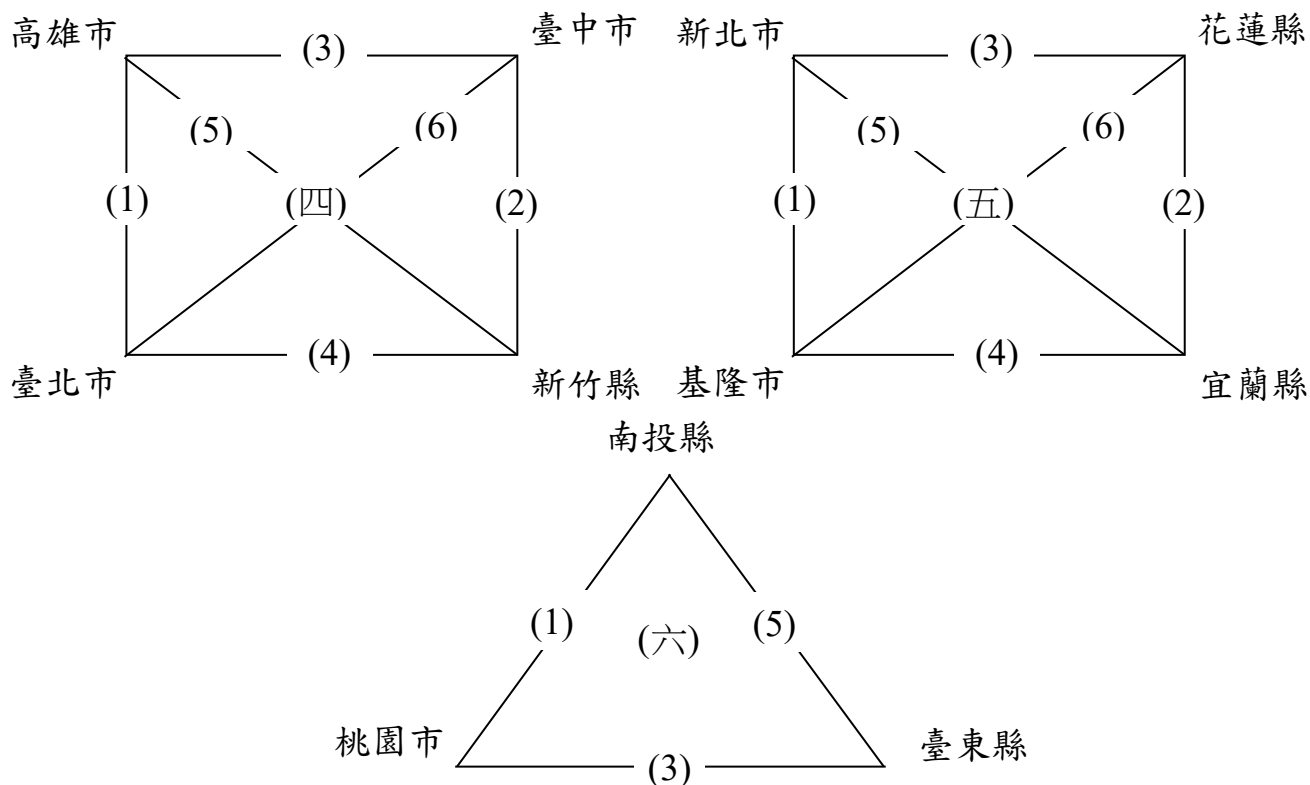 高雄市 (3) 臺中市 新北市 (3) 花蓮縣
(5) (6) (5) (6)
(1) (四) (2) (1) (五) (2)
臺北市 (4) 新竹縣 基隆市 (4) 宜蘭縣
南投縣
(1) (六) (5)
桃園市 (3) 臺東縣